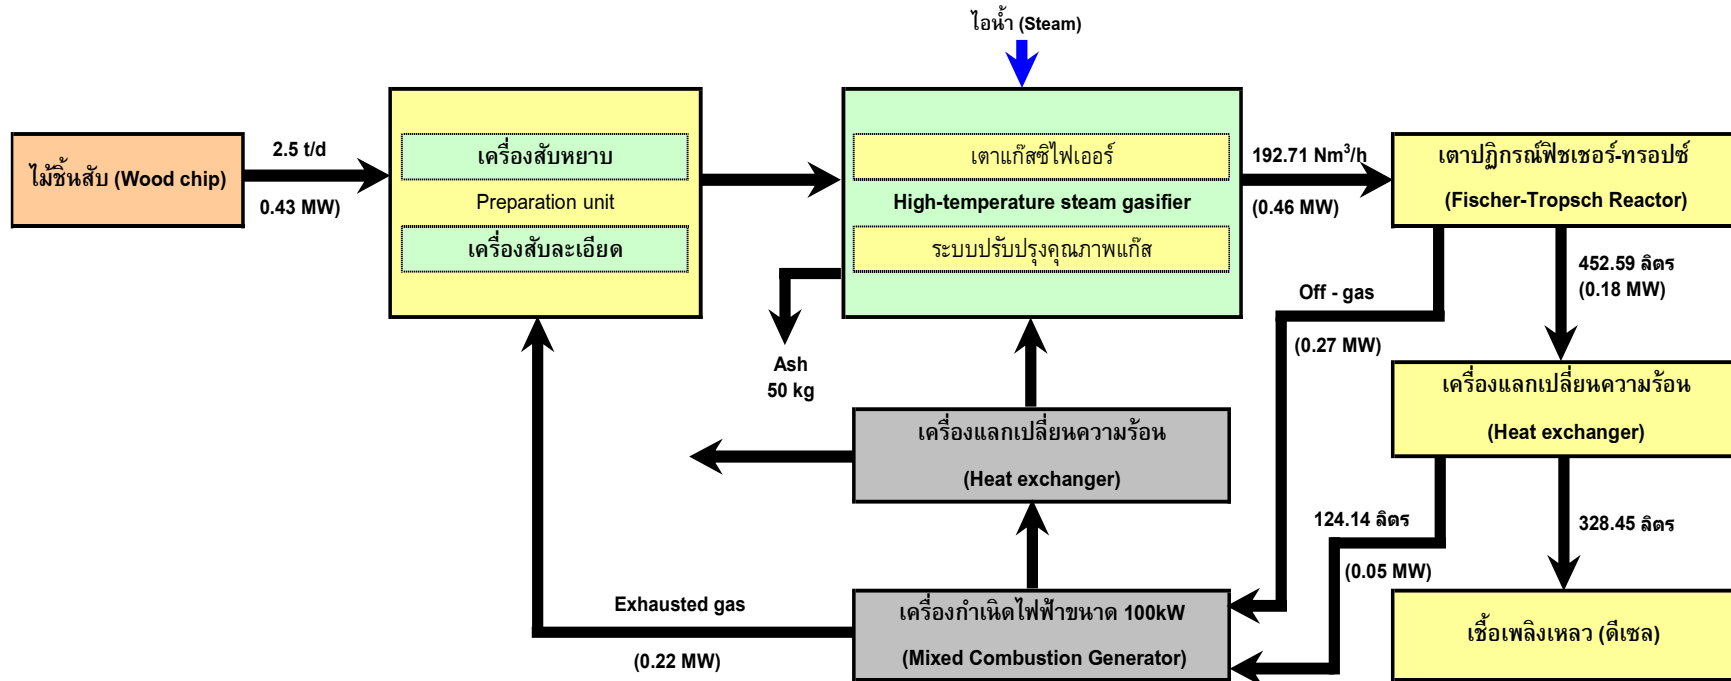 ไอน้ำ (Steam)
ไม้ชิ้นสับ (Wood chip)
2.5 t/d
0.43 MW)
เครื่องสับหยาบ
Preparation unit
เครื่องสับละเอียด
เตาแก๊สซิไฟเออร์
High-temperature steam gasifier
ระบบปรับปรุงคุณภาพแก๊ส
192.71 Nm³/h
(0.46 MW)
เตาปฏิกรณ์ฟิชเชอร์-ทรอปซ์
(Fischer-Tropsch Reactor)
Ash
50 kg
Off - gas
(0.27 MW)
452.59 ลิตร
(0.18 MW)
เครื่องแลกเปลี่ยนความร้อน
(Heat exchanger)
เครื่องแลกเปลี่ยนความร้อน
(Heat exchanger)
124.14 ลิตร
(0.05 MW)
328.45 ลิตร
Exhausted gas
(0.22 MW)
เครื่องกำเนิดไฟฟ้าขนาด 100kW
(Mixed Combustion Generator)
เชื้อเพลิงเหลว (ดีเซล)